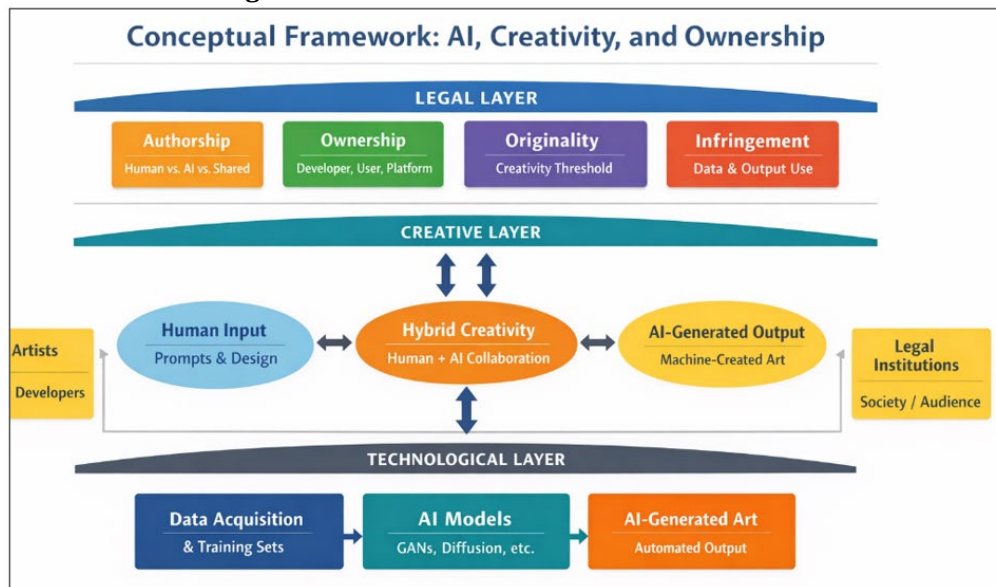 Conceptual Framework: AI, Creativity, and Ownership
LEGAL LAYER
Authorship
Human vs. AI vs. Shared
Ownership
Developer, User, Platform
Originality
Creativity Threshold
Infringement
Data & Output Use
CREATIVE LAYER
Artists
Developers
Human Input
Prompts & Design
Hybrid Creativity
Human + AI Collaboration
AI-Generated Output
Machine-Created Art
Legal
Institutions
Society / Audience
TECHNOLOGICAL LAYER
Data Acquisition
& Training Sets
AI Models
GANs, Diffusion, etc.
AI-Generated Art
Automated Output